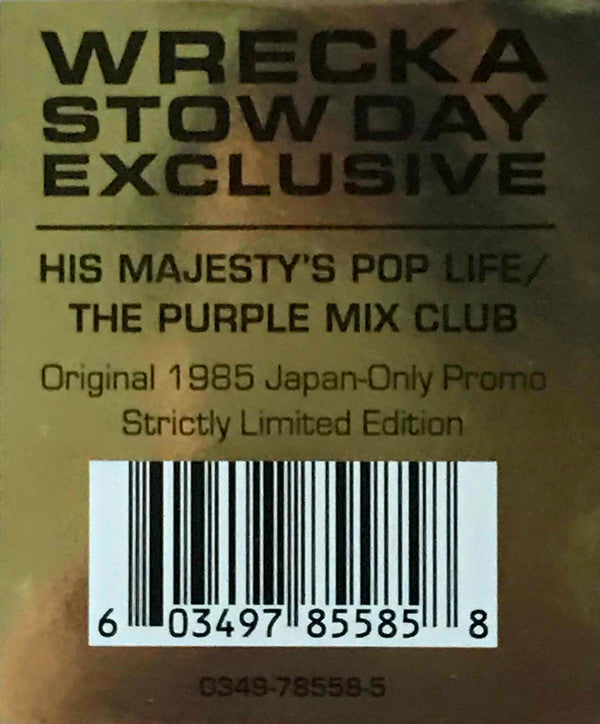 WRECKA
STOW DAY
EXCLUSIVE
HIS MAJESTY'S POP LIFE/
THE PURPLE MIX CLUB
Original 1985 Japan-Only Promo
Strictly Limited Edition
6 03497 85585 8
0349-78558-5